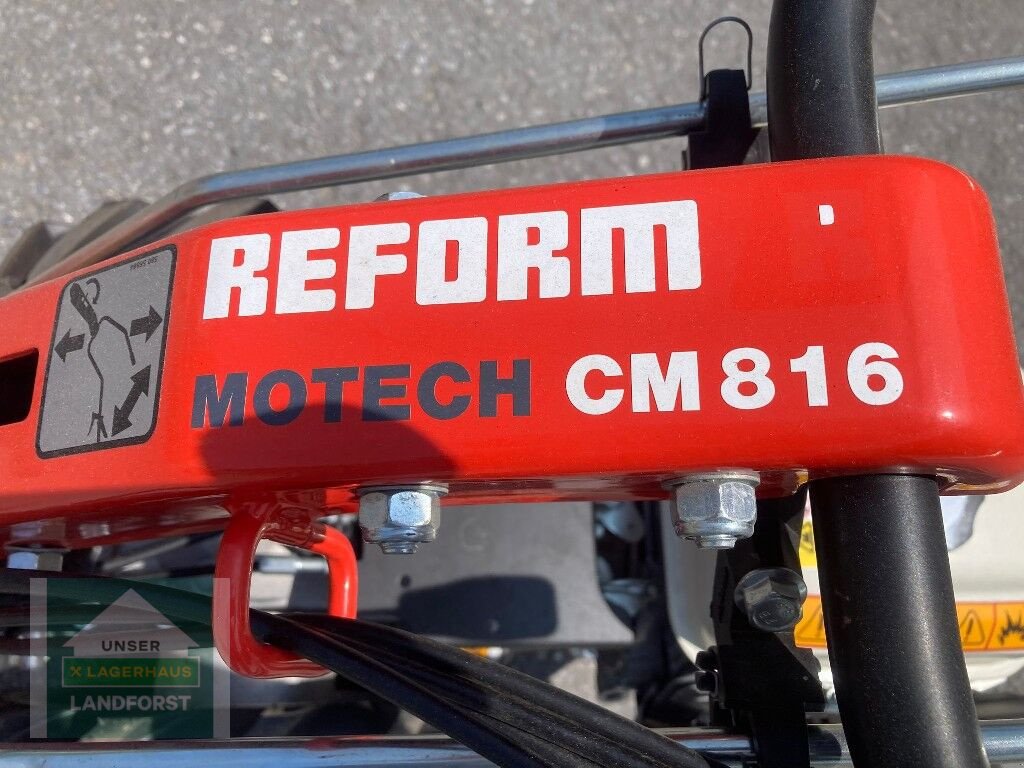 REFORM
MOTECH CM 816
UNSER
LAGERHAUS
LANDFORST